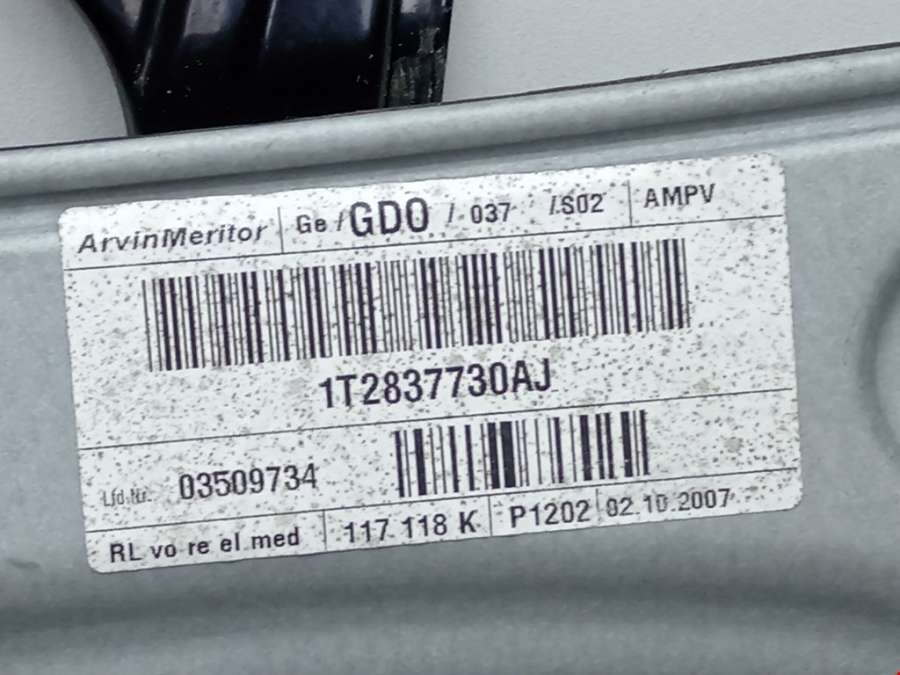 ArvinMeritor Ge / GDO / 037 / S02 AMPV
1T2837730AJ
Lfd.Nr. 03509734
RL vo re el med 117 118 K P1202 02.10.2007